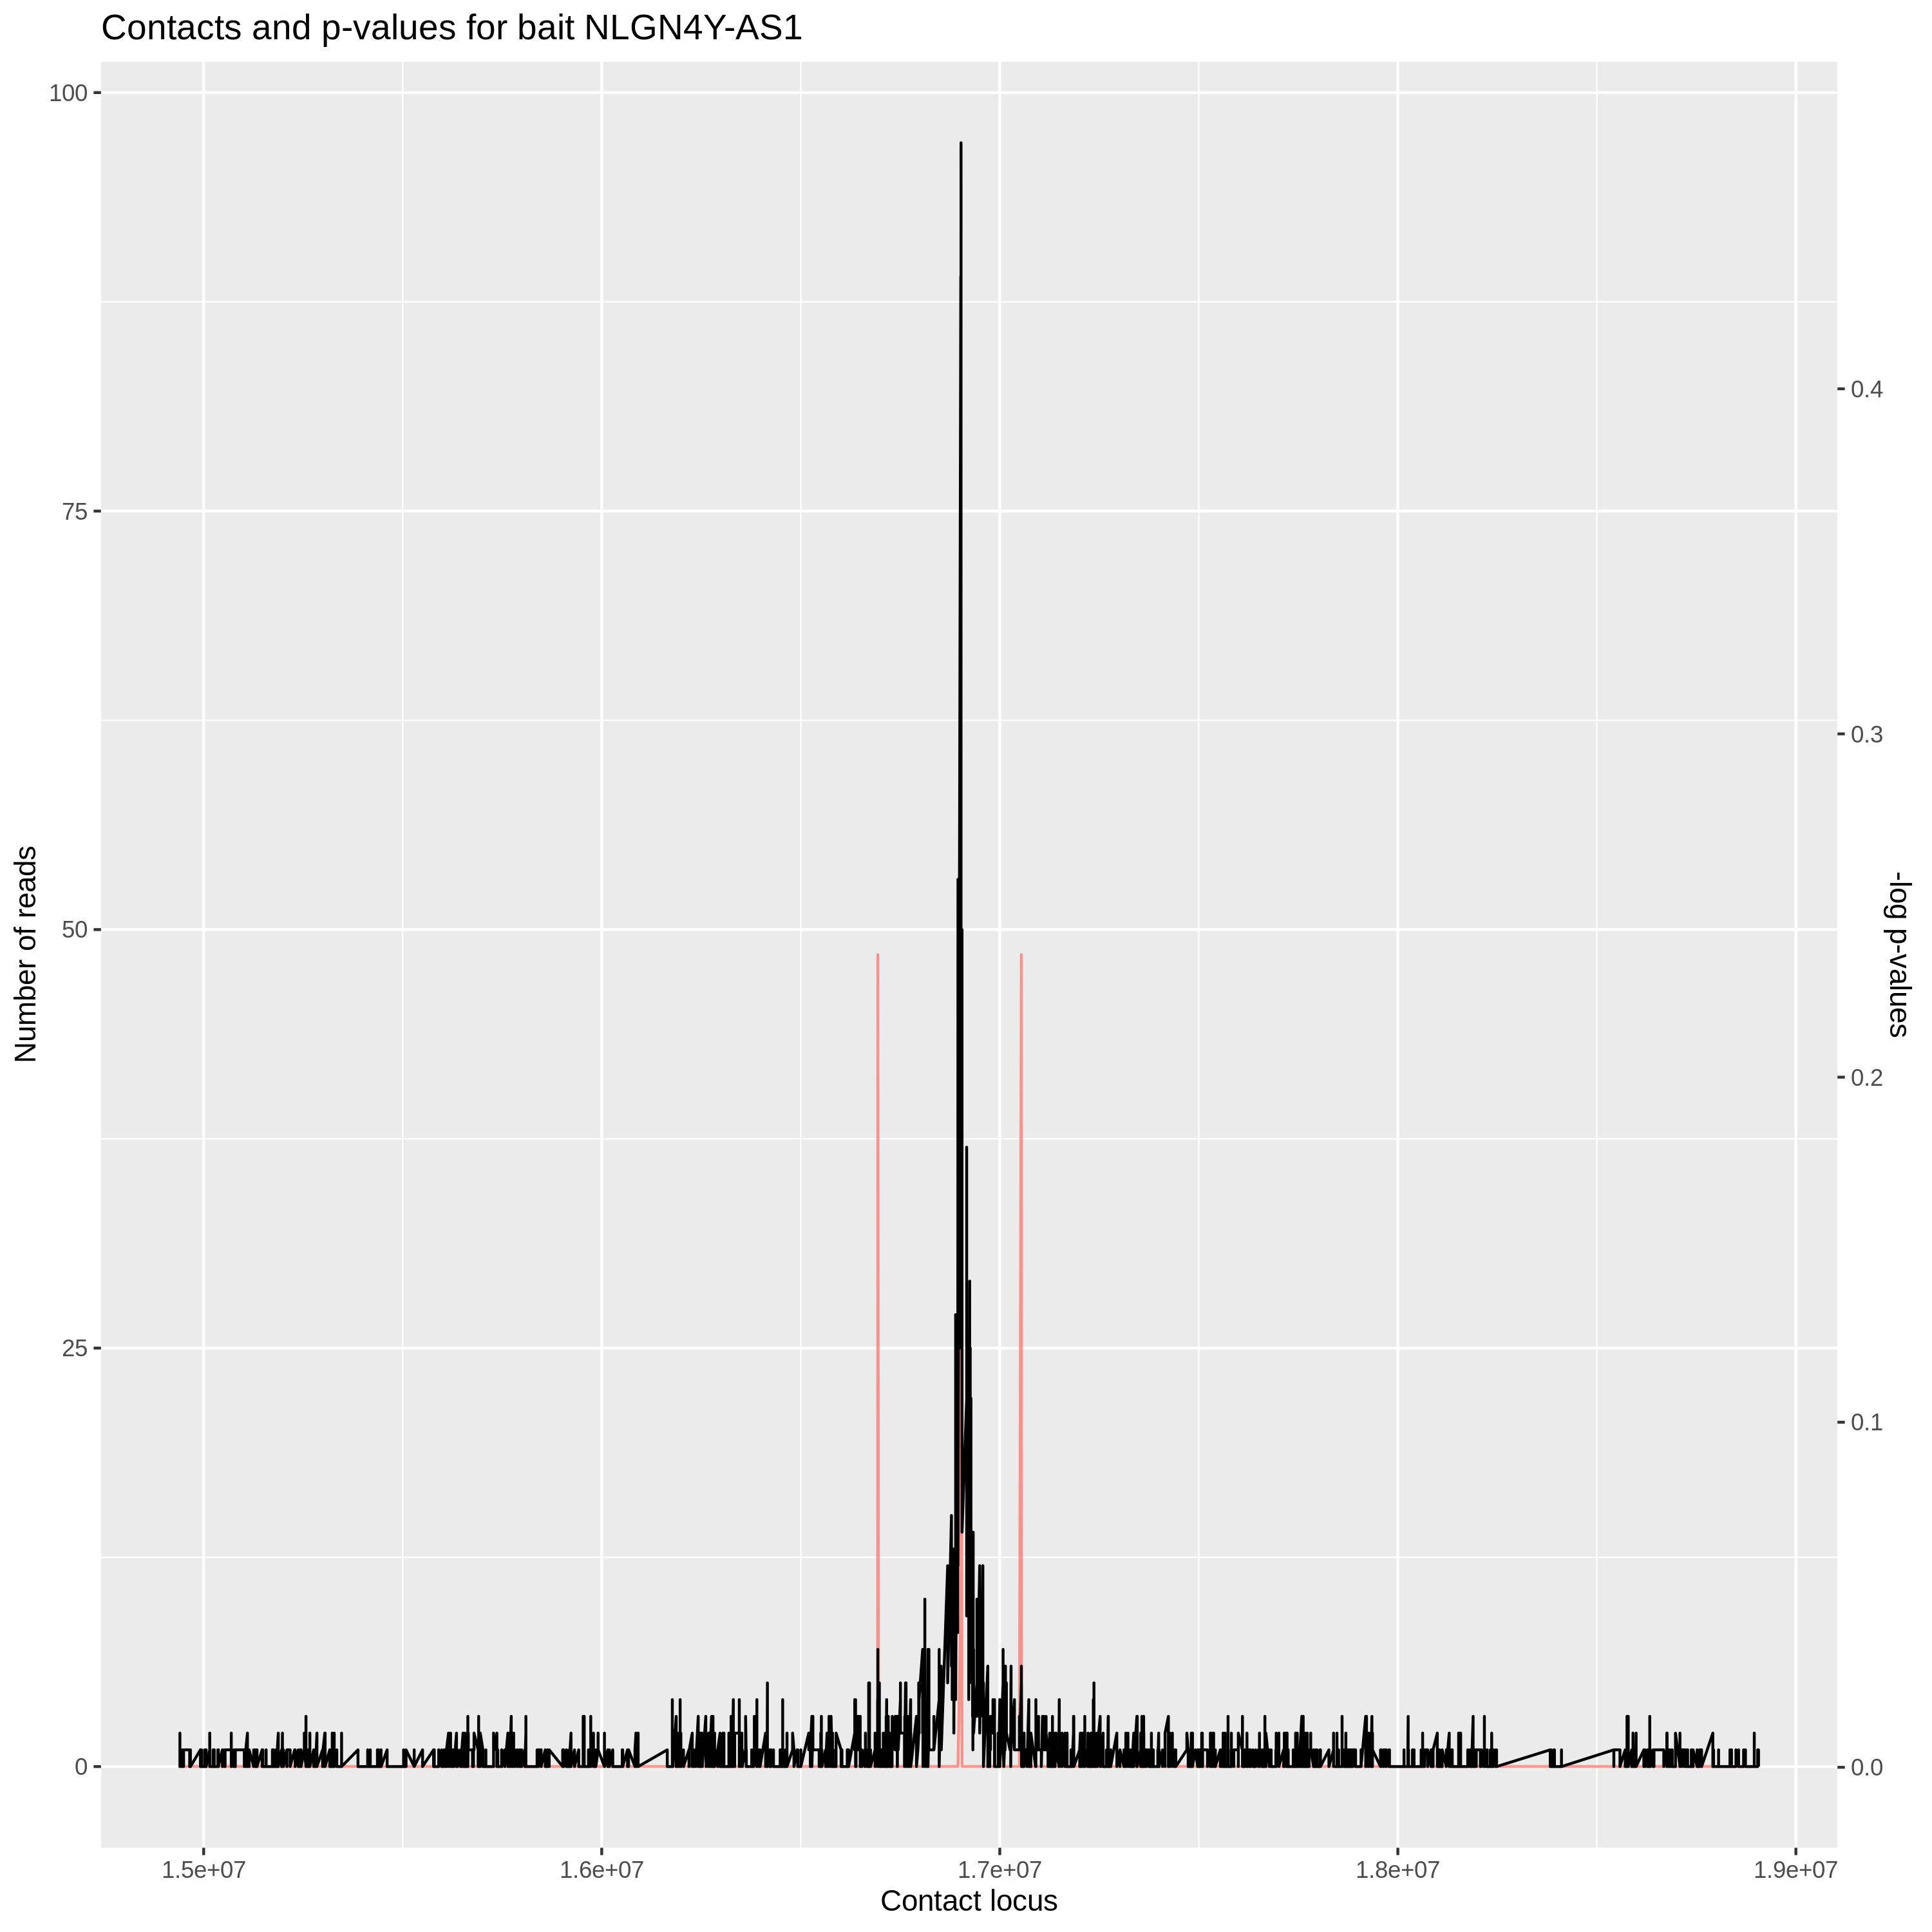 Contacts and p-values for bait NLGN4Y-AS1
100
75
50
25
0
Number of reads
0.4
0.3
0.2
0.1
0.0
-log p-values
1.5e+07
1.6e+07
1.7e+07
1.8e+07
1.9e+07
Contact locus